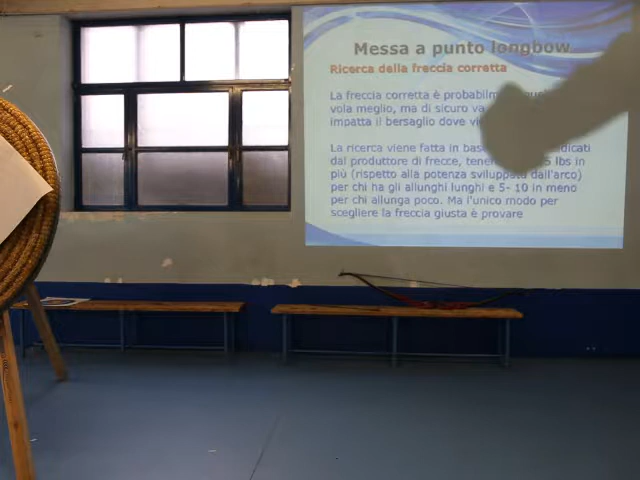 Messa a punto longbow
Ricerca della freccia corretta
La freccia corretta è
vola meglio, ma di sicuro va
impatta il bersaglio dove
La ricerca viene fatta in
dal produttore di frecce, lbs in
più (rispetto alla potenza sviluppata dall'arco)
per chi ha gli allunghi lunghi e 5- 10 in meno
per chi allunga poco. Ma l'unico modo per
scegliere la freccia giusta è provare